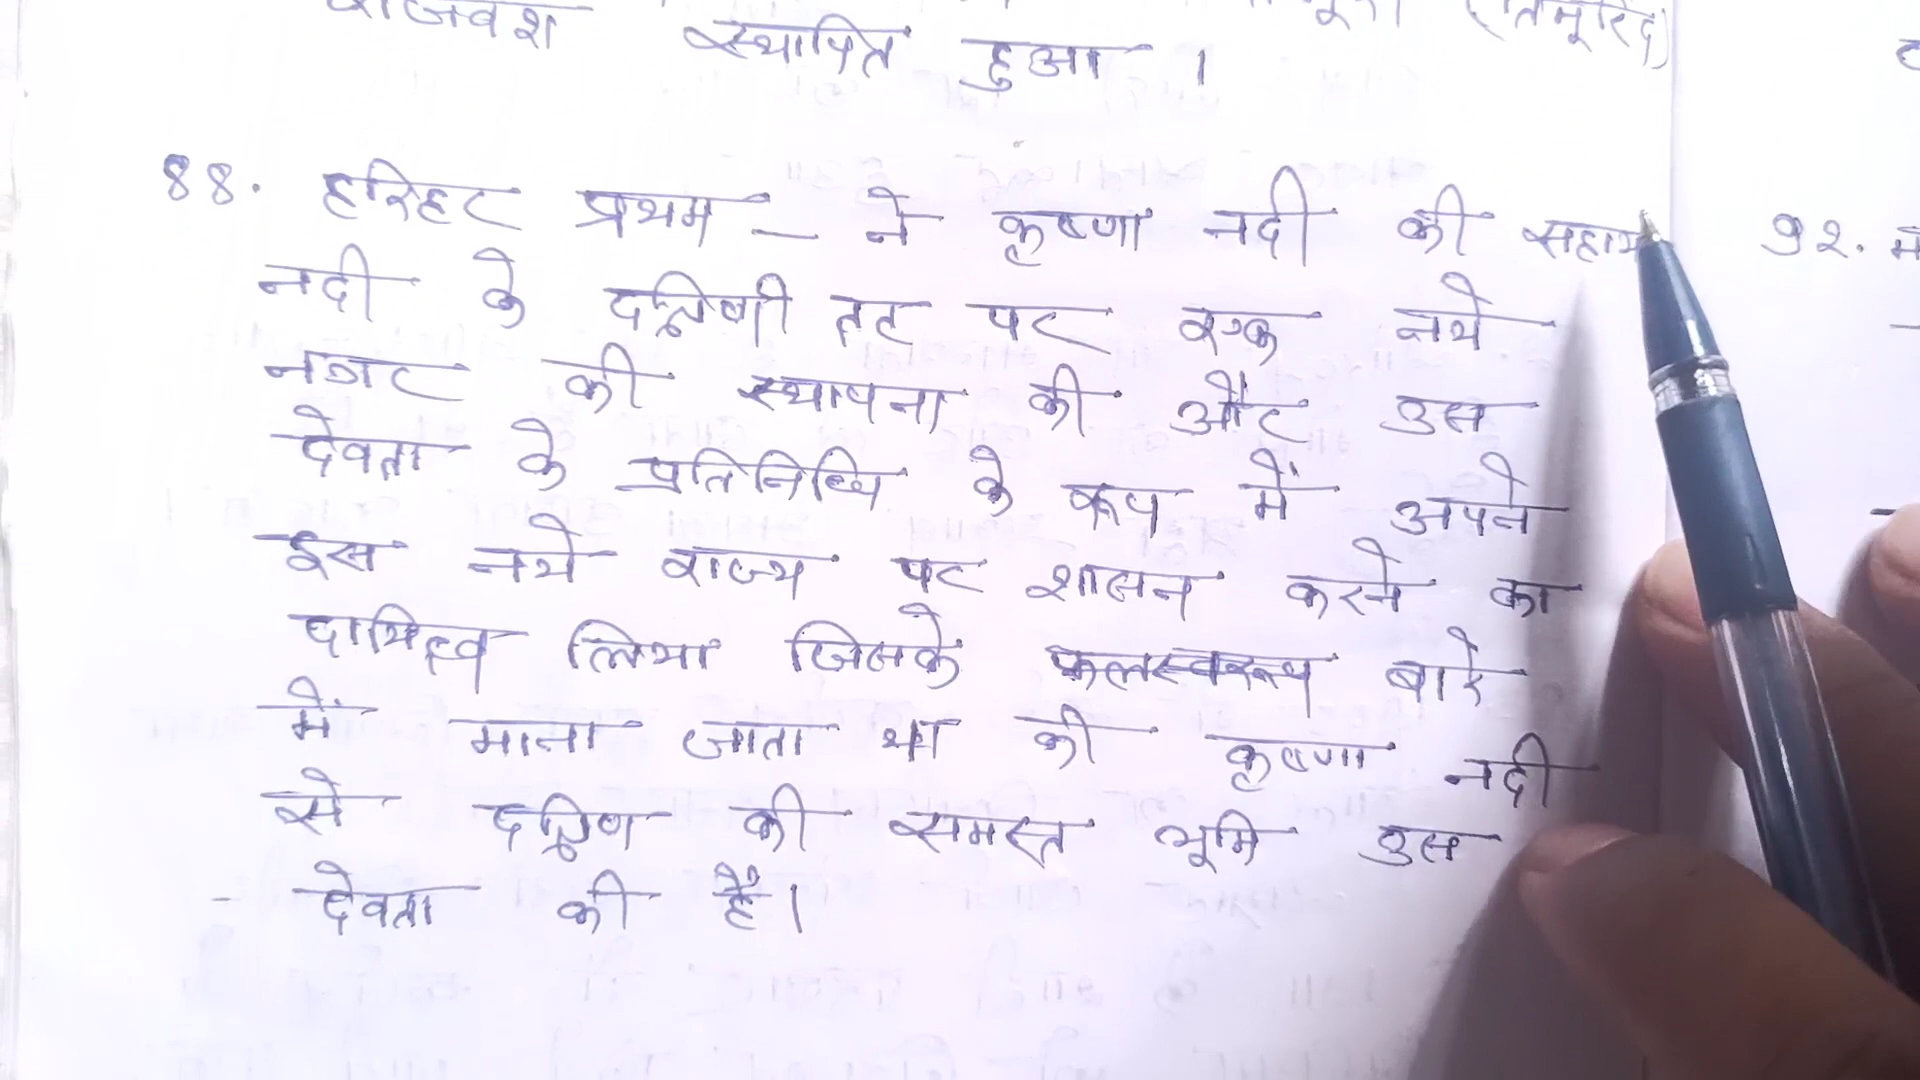 राजवंश स्थापित हुआ ।
88. हरिहर प्रथम — ने कृष्णा नदी की सहाय
नदी के दक्षिणी तट पर एक नये
नगर की स्थापना की और उस
देवता के प्रतिनिधि के रूप में अपने
इस नये राज्य पर शासन करने का
दायित्व लिया जिसके फलस्वरूप बारे
में माना जाता था की कृष्णा नदी
से दक्षिण की समस्त भूमि उस
देवता की है।
92. में